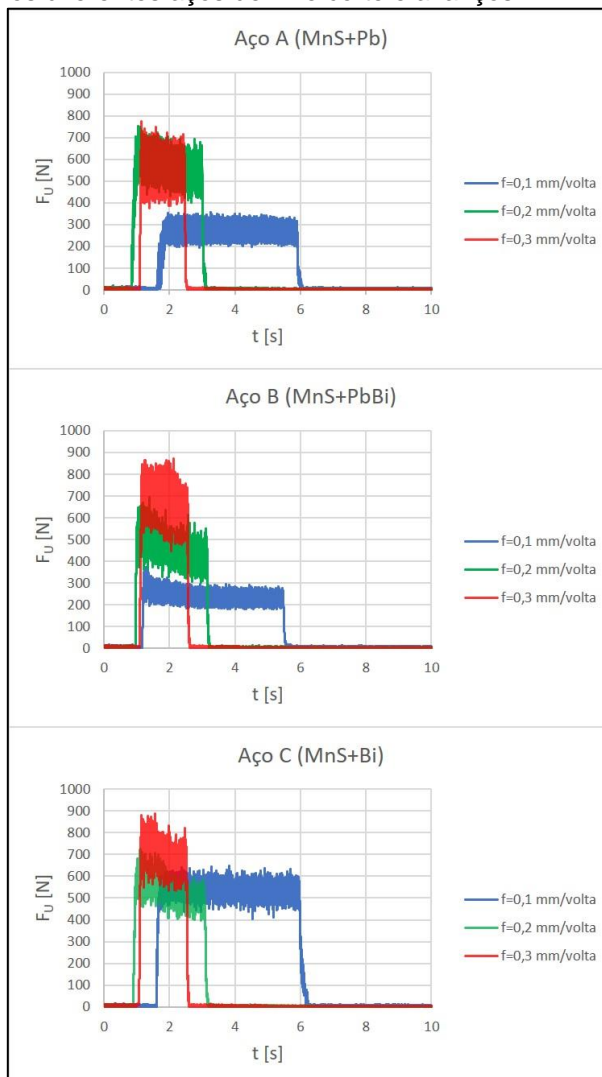 Aço A (MnS+Pb)
F_U [N]
1000
900
800
700
600
500
400
300
200
100
0
0 2 4 6 8 10
t [s]
f=0,1 mm/volta
f=0,2 mm/volta
f=0,3 mm/volta
Aço B (MnS+PbBi)
F_U [N]
1000
900
800
700
600
500
400
300
200
100
0
0 2 4 6 8 10
t [s]
f=0,1 mm/volta
f=0,2 mm/volta
f=0,3 mm/volta
Aço C (MnS+Bi)
F_U [N]
1000
900
800
700
600
500
400
300
200
100
0
0 2 4 6 8 10
t [s]
f=0,1 mm/volta
f=0,2 mm/volta
f=0,3 mm/volta